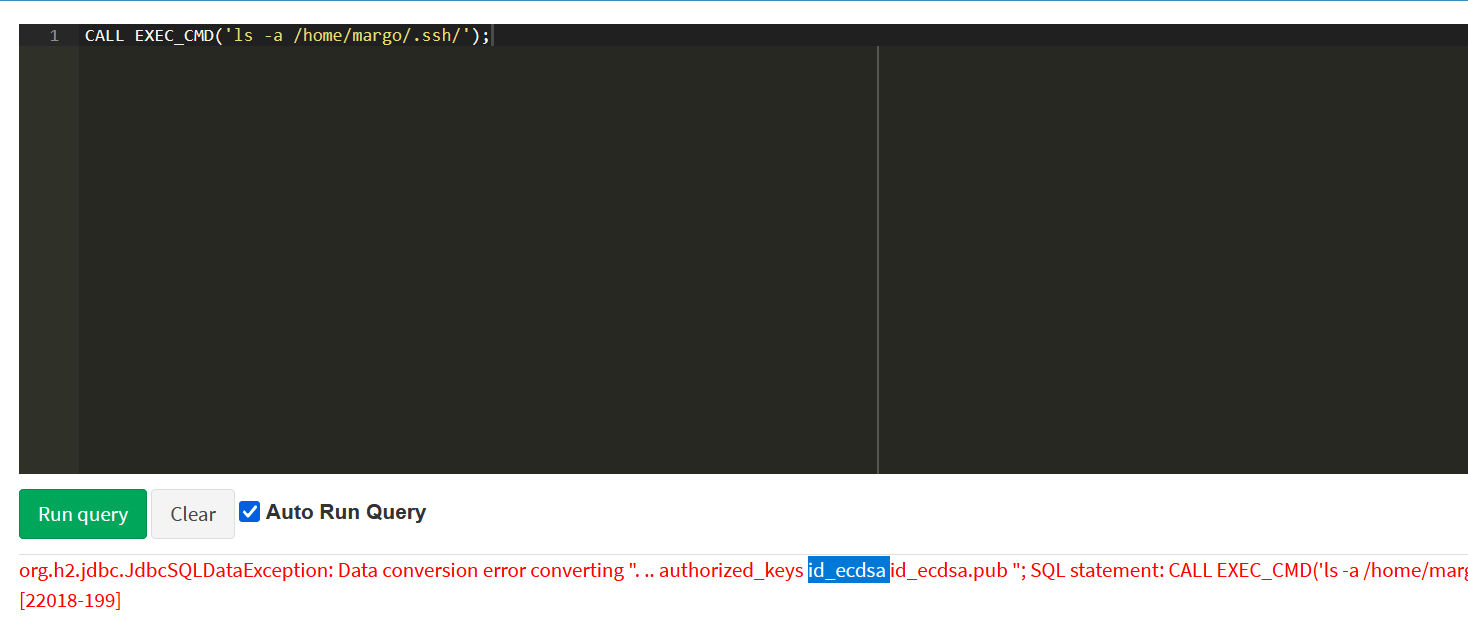 1 CALL EXEC_CMD('ls -a /home/margo/.ssh/');
Run query Clear Auto Run Query
org.h2.jdbc.JdbcSQLDataException: Data conversion error converting ". .. authorized_keys id_ecdsa id_ecdsa.pub "; SQL statement: CALL EXEC_CMD('ls -a /home/marg
[22018-199]